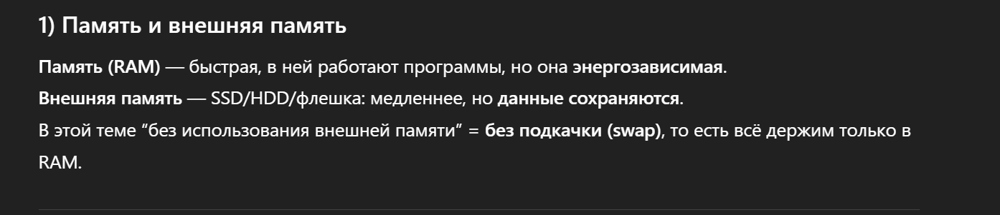 1) Память и внешняя память
Память (RAM) — быстрая, в ней работают программы, но она энергозависимая.
Внешняя память — SSD/HDD/флешка: медленнее, но данные сохраняются.
В этой теме “без использования внешней памяти” = без подкачки (swap), то есть всё держим только в
RAM.